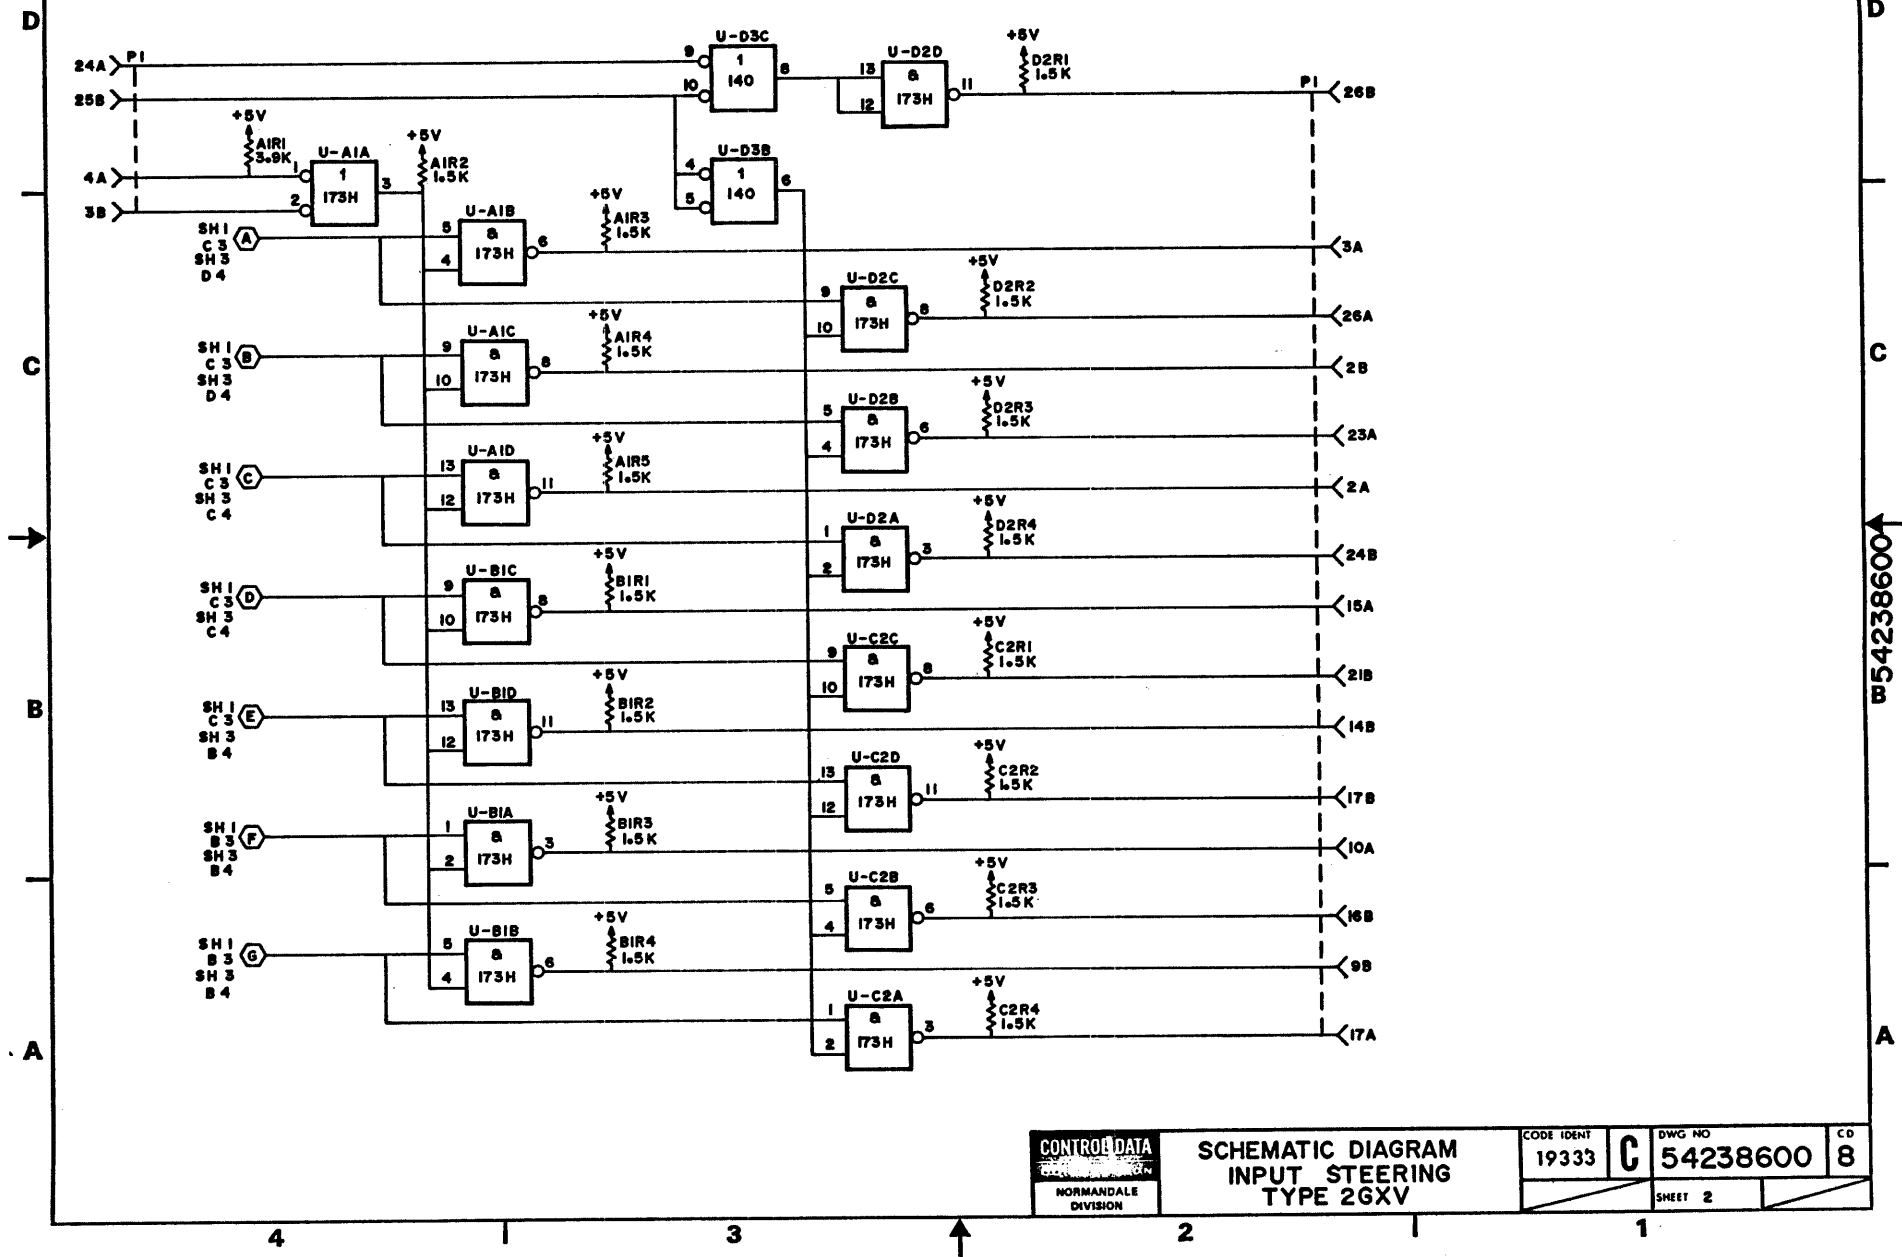 D
D
U-D3C
U-D2D
+5V
D2R1
1.5K
24A
P1
9
1
140
8
13
&
173H
11
P1
26B
25B
10
12
+5V
A1R1
3.9K
U-A1A
+5V
A1R2
1.5K
U-D3B
4A
1
1
173H
3
4
1
140
6
3B
2
5
SH 1
C 3
SH 3
D 4
A
U-A1B
5
&
173H
6
4
+5V
A1R3
1.5K
3A
U-D2C
9
&
173H
8
10
+5V
D2R2
1.5K
26A
C
C
SH 1
C 3
SH 3
D 4
B
U-A1C
9
&
173H
8
10
+5V
A1R4
1.5K
2B
U-D2B
5
&
173H
6
4
+5V
D2R3
1.5K
23A
SH 1
C 3
SH 3
C 4
C
U-A1D
13
&
173H
11
12
+5V
A1R5
1.5K
2A
U-D2A
1
&
173H
3
2
+5V
D2R4
1.5K
24B
54238600
SH 1
C 3
SH 3
C 4
D
U-B1C
9
&
173H
8
10
+5V
B1R1
1.5K
15A
U-C2C
9
&
173H
8
10
+5V
C2R1
1.5K
21B
B
B
SH 1
C 3
SH 3
B 4
E
U-B1D
13
&
173H
11
12
+5V
B1R2
1.5K
14B
U-C2D
13
&
173H
11
12
+5V
C2R2
1.5K
17B
SH 1
B 3
SH 3
B 4
F
U-B1A
1
&
173H
3
2
+5V
B1R3
1.5K
10A
U-C2B
5
&
173H
6
4
+5V
C2R3
1.5K
16B
SH 1
B 3
SH 3
B 4
G
U-B1B
5
&
173H
6
4
+5V
B1R4
1.5K
9B
U-C2A
1
&
173H
3
2
+5V
C2R4
1.5K
17A
A
A
CONTROL DATA
NORMANDALE
DIVISION
SCHEMATIC DIAGRAM
INPUT STEERING
TYPE 2GXV
CODE IDENT
19333
C
DWG NO
54238600
CD
8
SHEET 2
4
3
2
1